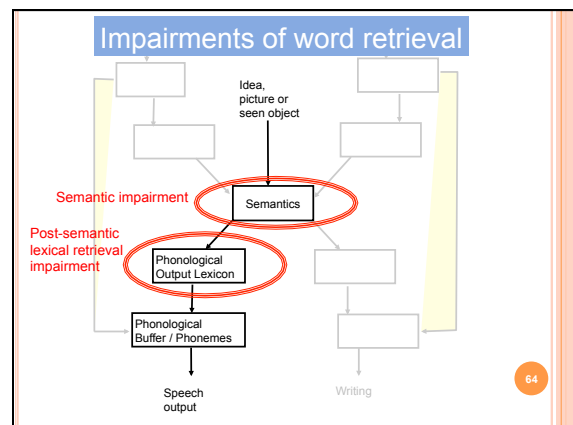 Impairments of word retrieval
Idea,
picture or
seen object
Semantic impairment
Semantics
Post-semantic
lexical retrieval
impairment
Phonological
Output Lexicon
Phonological
Buffer / Phonemes
64
Speech
output
Writing